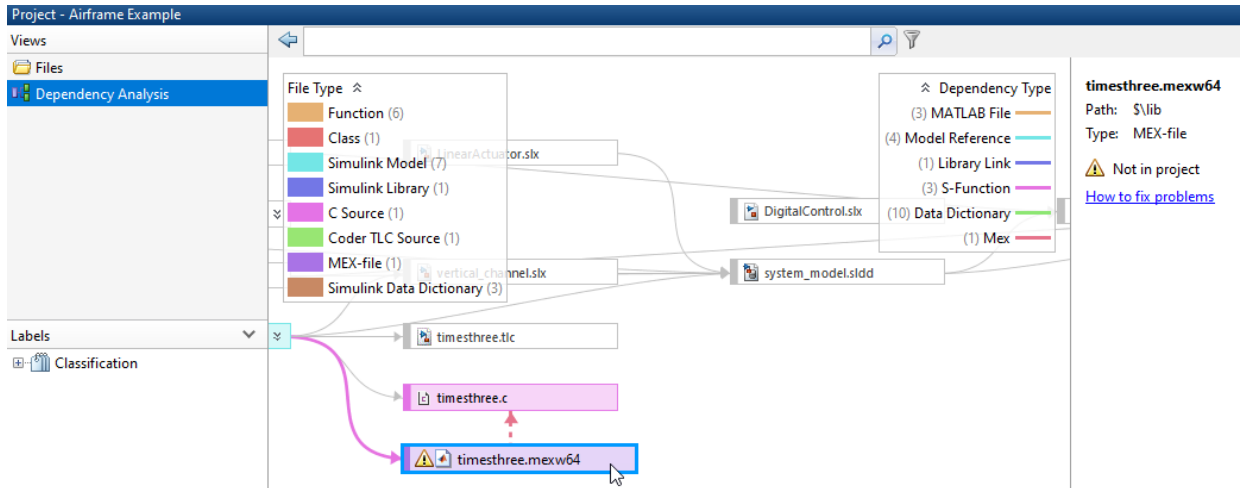 Project - Airframe Example
Views
Files
Dependency Analysis
Labels
Classification
File Type
Function (6)
Class (1)
Simulink Model (7)
Simulink Library (1)
C Source (1)
Coder TLC Source (1)
MEX-file (1)
Simulink Data Dictionary (3)
LinearActuator.slx
vertical_channel.slx
timesthree.tlc
timesthree.c
timesthree.mexw64
DigitalControl.slx
system_model.sldd
Dependency Type
(3) MATLAB File
(4) Model Reference
(1) Library Link
(3) S-Function
(10) Data Dictionary
(1) Mex
timesthree.mexw64
Path: $\lib
Type: MEX-file
Not in project
How to fix problems